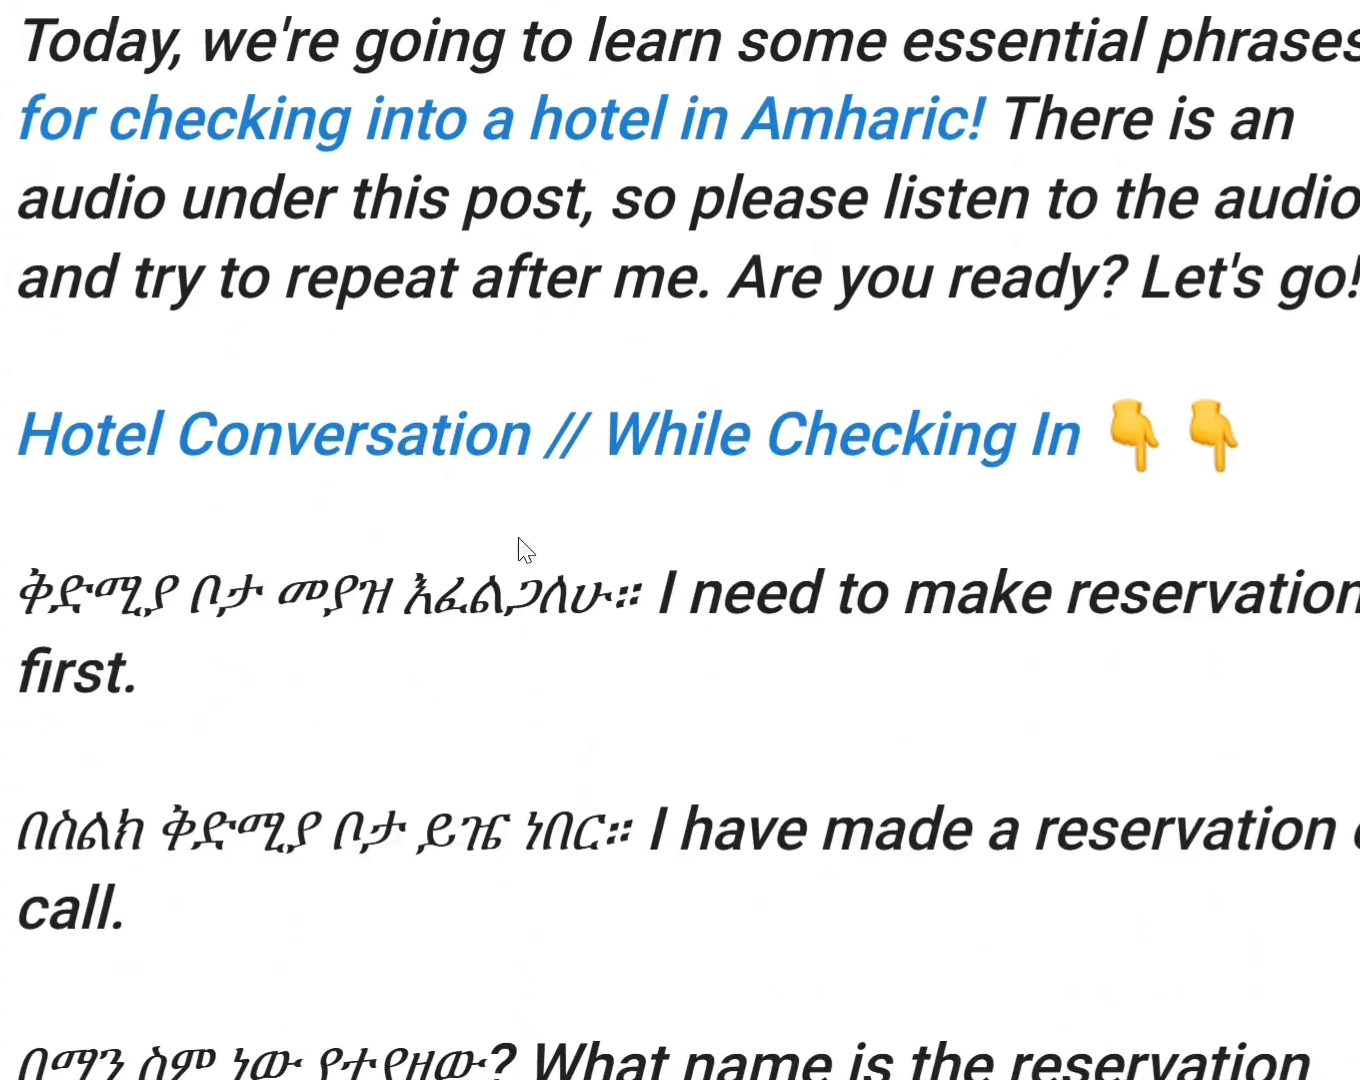 Today, we're going to learn some essential phrases
for checking into a hotel in Amharic! There is an
audio under this post, so please listen to the audio
and try to repeat after me. Are you ready? Let's go!
Hotel Conversation // While Checking In 👇👇
ቅድሚያ ቦታ መያዝ እፈልጋለሁ። I need to make reservation
first.
በስልክ ቅድሚያ ቦታ ይዤ ነበር። I have made a reservation
call.
በማን ስም ነው የተያዘው? What name is the reservation